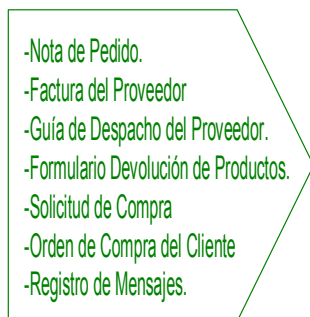 -Nota de Pedido.
-Factura del Proveedor
-Guía de Despacho del Proveedor.
-Formulario Devolución de Productos.
-Solicitud de Compra
-Orden de Compra del Cliente
-Registro de Mensajes.